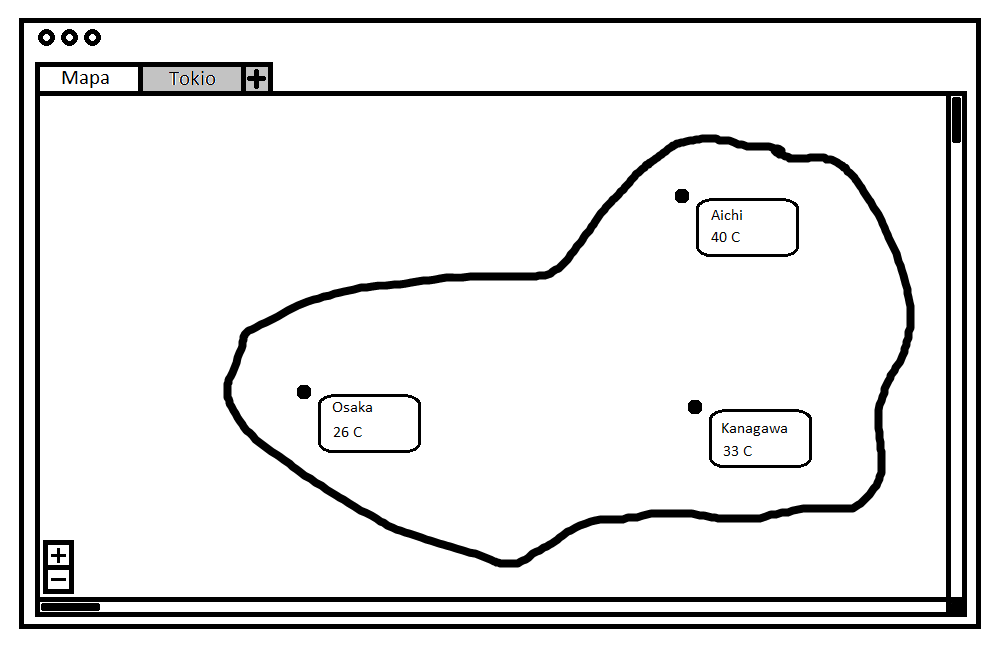 Mapa
Tokio
Aichi
40 C
Osaka
26 C
Kanagawa
33 C